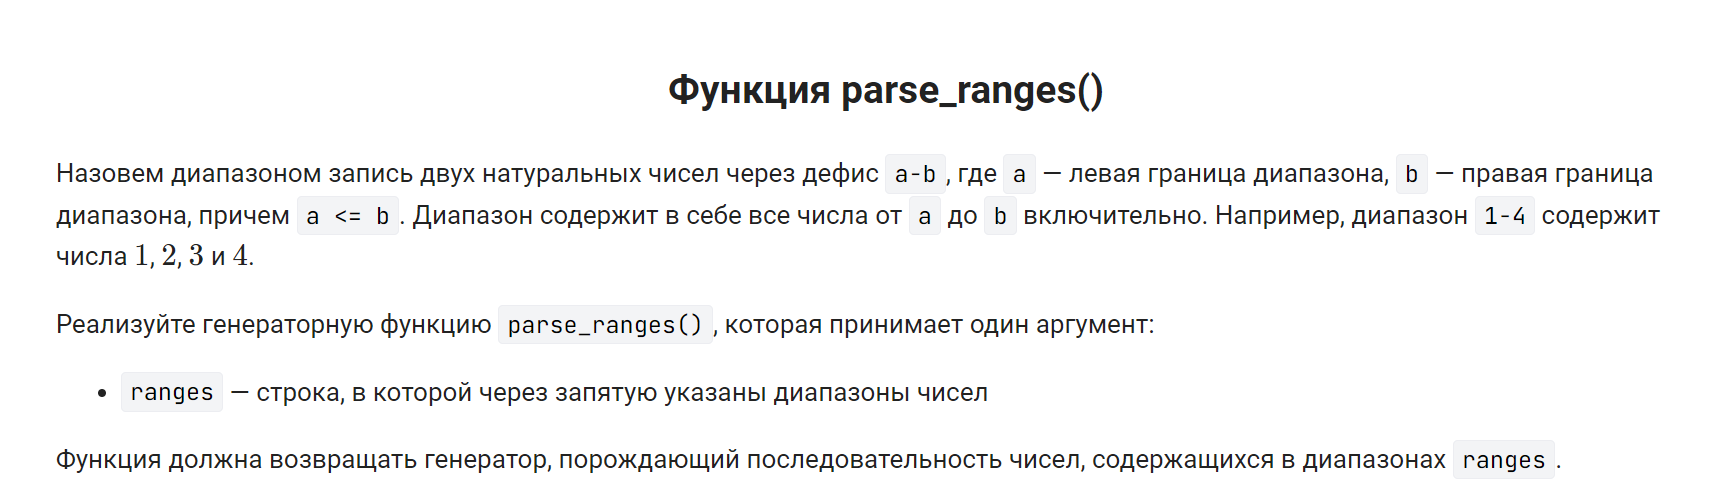 Функция parse_ranges()
Назовем диапазоном запись двух натуральных чисел через дефис a-b, где a — левая граница диапазона, b — правая граница
диапазона, причем a <= b. Диапазон содержит в себе все числа от a до b включительно. Например, диапазон 1-4 содержит
числа 1, 2, 3 и 4.
Реализуйте генераторную функцию parse_ranges(), которая принимает один аргумент:
• ranges — строка, в которой через запятую указаны диапазоны чисел
Функция должна возвращать генератор, порождающий последовательность чисел, содержащихся в диапазонах ranges.